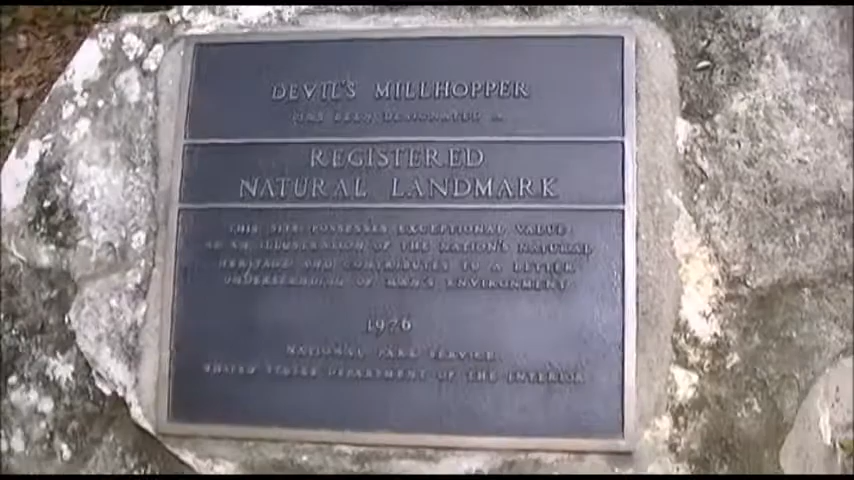 DEVIL'S MILLHOPPER
HAS BEEN DESIGNATED A
REGISTERED
NATURAL LANDMARK
THIS SITE POSSESSES EXCEPTIONAL VALUE
AS AN ILLUSTRATION OF THE NATION'S NATURAL
HERITAGE AND CONTRIBUTES TO A BETTER
UNDERSTANDING OF MAN'S ENVIRONMENT
1976
NATIONAL PARK SERVICE
UNITED STATES DEPARTMENT OF THE INTERIOR